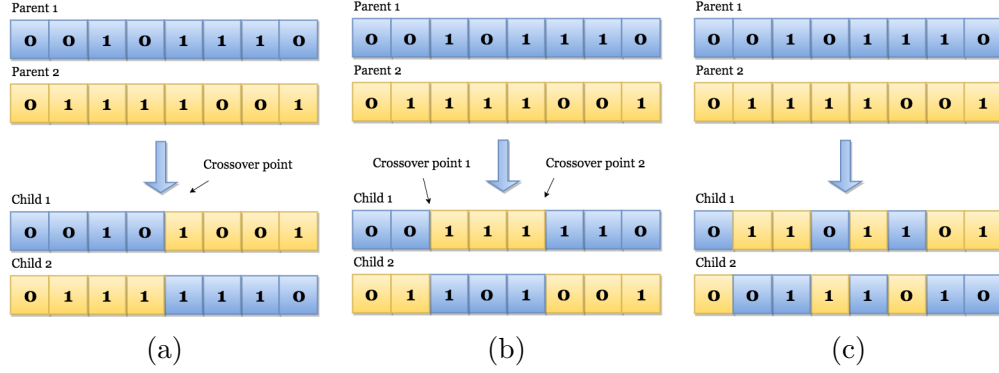 Parent 1
0 0 1 0 1 1 1 0
Parent 2
0 1 1 1 1 0 0 1
Crossover point
Child 1
0 0 1 0 1 0 0 1
Child 2
0 1 1 1 1 1 1 0
(a)
Parent 1
0 0 1 0 1 1 1 0
Parent 2
0 1 1 1 1 0 0 1
Crossover point 1
Crossover point 2
Child 1
0 0 1 1 1 1 1 0
Child 2
0 1 1 0 1 0 0 1
(b)
Parent 1
0 0 1 0 1 1 1 0
Parent 2
0 1 1 1 1 0 0 1
Child 1
0 1 1 0 1 1 0 1
Child 2
0 0 1 1 1 0 1 0
(c)